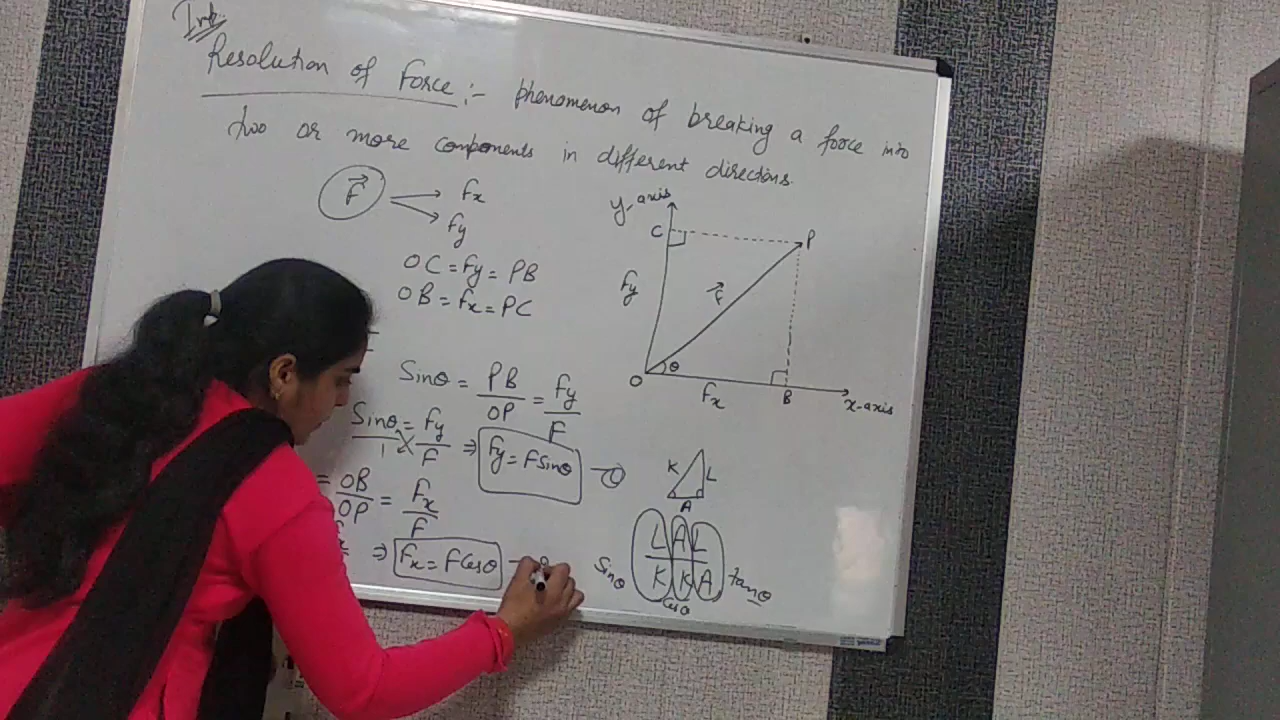 Imp.
Resolution of Force :- phenomenon of breaking a force into
two or more components in different directions.
F⃗ → Fx
→ Fy
OC = Fy = PB
OB = Fx = PC
Sinθ = PB/OP = Fy/F
Sinθ/1 = Fy/F ⇒ Fy = F Sinθ —①
= OB/OP = Fx/F
⇒ Fx = F Cosθ —
y-axis
C
P
Fy
F⃗
O
θ
Fx
B
x-axis
K
L
A
L A L
K K A
Sinθ
Cosθ
tanθ